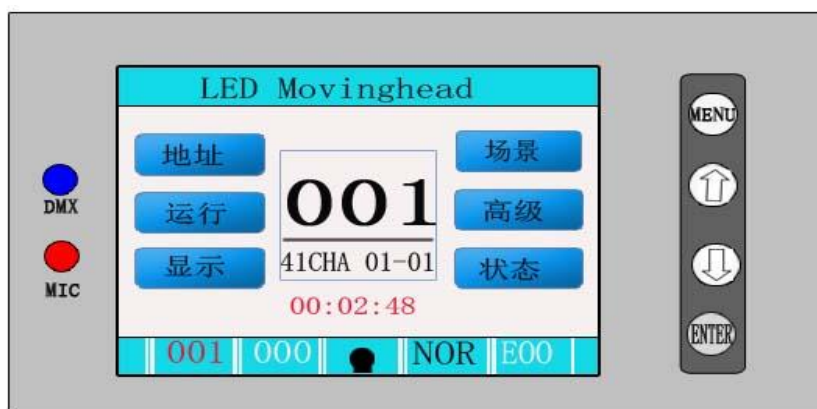 LED Movinghead
地址
运行
显示
001
41CHA 01-01
00:02:48
场景
高级
状态
001 000 NOR E00
DMX
MIC
MENU
ENTER